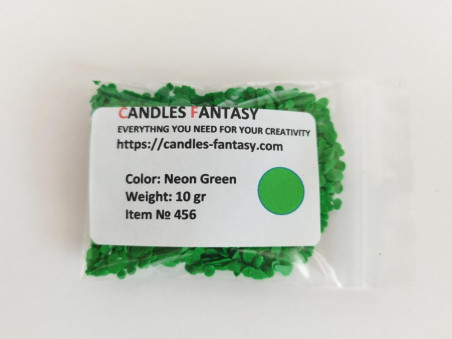 CANDLES FANTASY
EVERYTHNG YOU NEED FOR YOUR CREATIVITY
https://candles-fantasy.com
Color: Neon Green
Weight: 10 gr
Item № 456